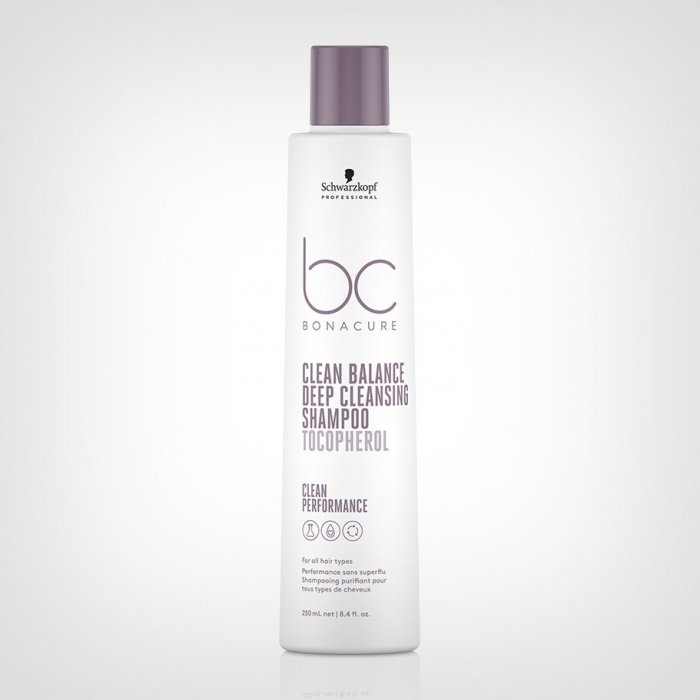 Schwarzkopf
PROFESSIONAL
bc
BONACURE
CLEAN BALANCE
DEEP CLEANSING
SHAMPOO
TOCOPHEROL
CLEAN
PERFORMANCE
For all hair types
Performance sans superflu
Shampooing purifiant pour
tous types de cheveux
250 mL net | 8.4 fl. oz.